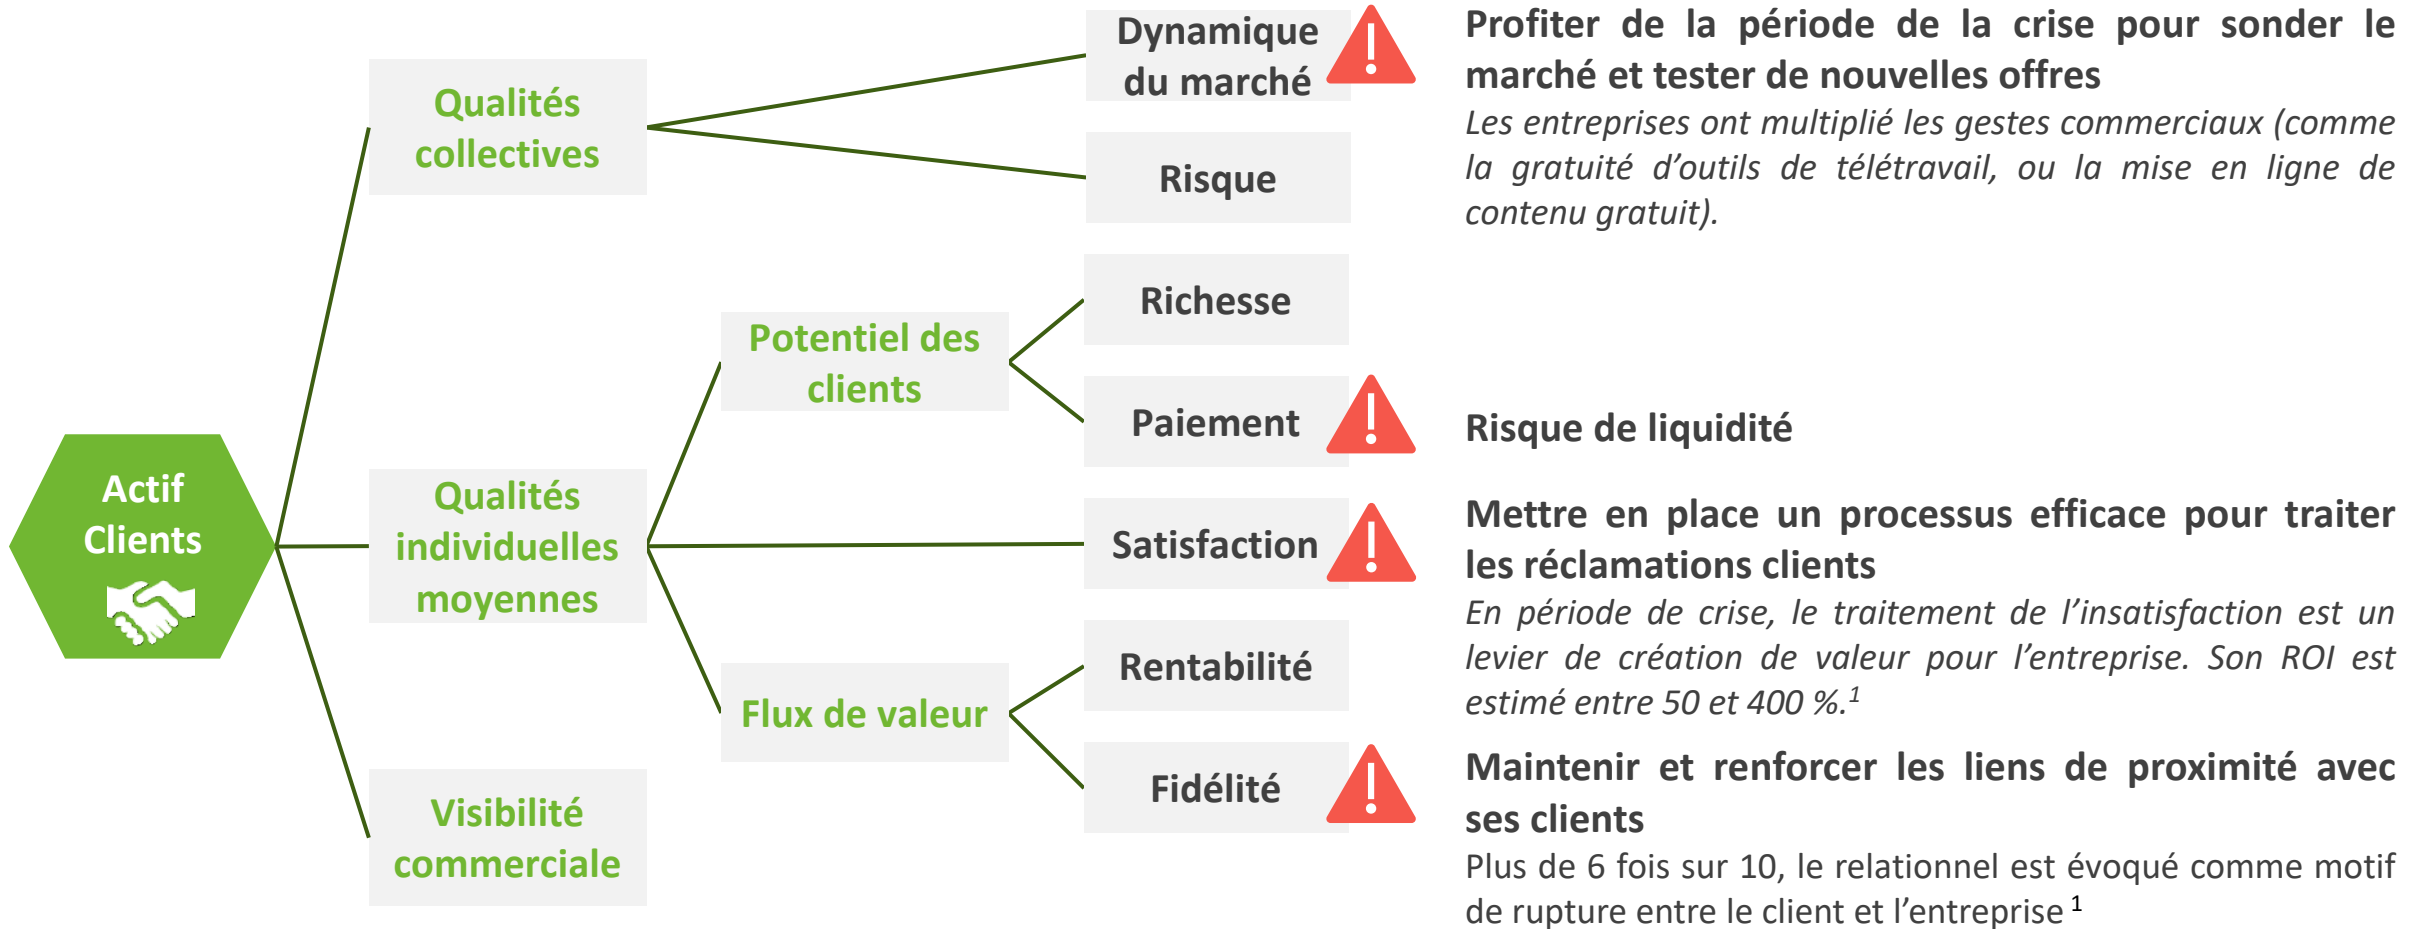 Actif
Clients
Qualités
collectives
Qualités
individuelles
moyennes
Visibilité
commerciale
Potentiel des
clients
Flux de valeur
Dynamique
du marché
Risque
Richesse
Paiement
Satisfaction
Rentabilité
Fidélité
Profiter de la période de la crise pour sonder le
marché et tester de nouvelles offres
Les entreprises ont multiplié les gestes commerciaux (comme
la gratuité d’outils de télétravail, ou la mise en ligne de
contenu gratuit).
Risque de liquidité
Mettre en place un processus efficace pour traiter
les réclamations clients
En période de crise, le traitement de l’insatisfaction est un
levier de création de valeur pour l’entreprise. Son ROI est
estimé entre 50 et 400 %.¹
Maintenir et renforcer les liens de proximité avec
ses clients
Plus de 6 fois sur 10, le relationnel est évoqué comme motif
de rupture entre le client et l’entreprise ¹